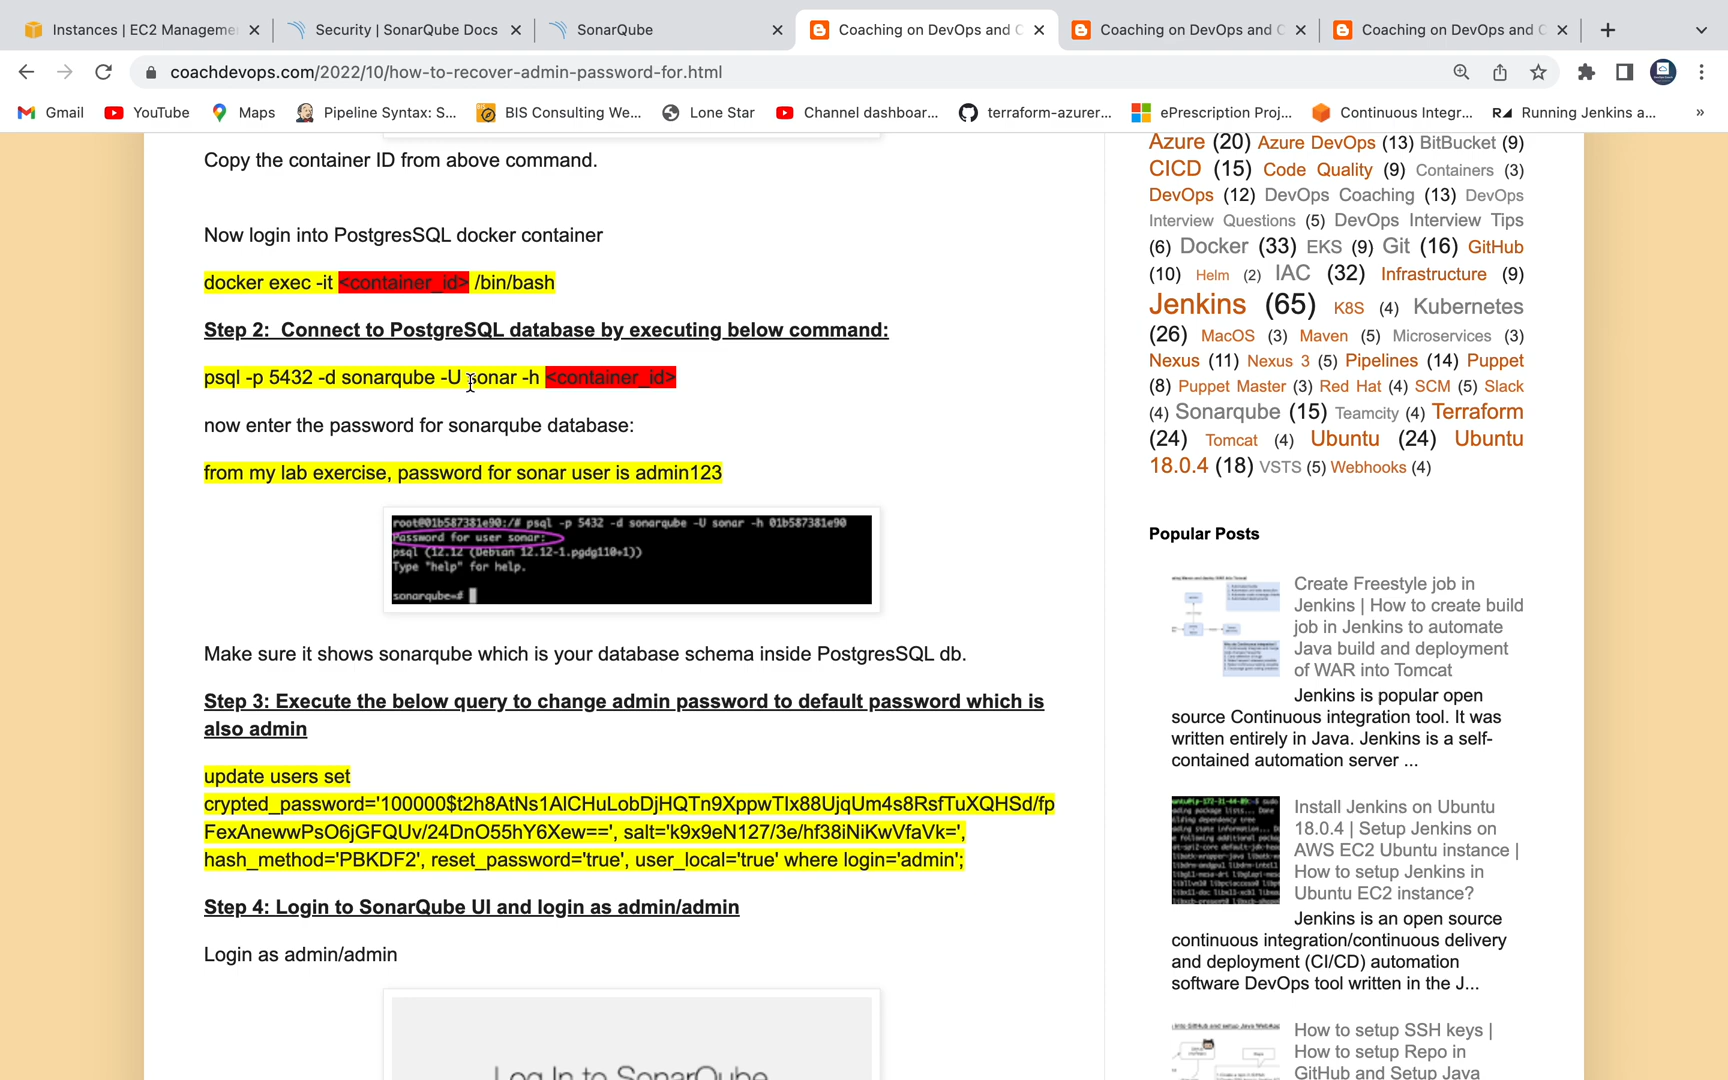 Instances | EC2 Manageme
Security | SonarQube Docs
SonarQube
Coaching on DevOps and C
Coaching on DevOps and C
Coaching on DevOps and C
coachdevops.com/2022/10/how-to-recover-admin-password-for.html
Gmail
YouTube
Maps
Pipeline Syntax: S...
BIS Consulting We...
Lone Star
Channel dashboar...
terraform-azurer...
ePrescription Proj...
Continuous Integr...
Running Jenkins a...
»
Copy the container ID from above command.
Now login into PostgresSQL docker container
docker exec -it <container_id> /bin/bash
Step 2:  Connect to PostgreSQL database by executing below command:
psql -p 5432 -d sonarqube -U sonar -h <container_id>
now enter the password for sonarqube database:
from my lab exercise, password for sonar user is admin123
root@01b587381e90:/# psql -p 5432 -d sonarqube -U sonar -h 01b587381e90
Password for user sonar:
psql (12.12 (Debian 12.12-1.pgdg110+1))
Type "help" for help.
sonarqube=#
Make sure it shows sonarqube which is your database schema inside PostgresSQL db.
Step 3: Execute the below query to change admin password to default password which is
also admin
update users set
crypted_password='100000$t2h8AtNs1AlCHuLobDjHQTn9XppwTIx88UjqUm4s8RsfTuXQHSd/fp
FexAnewwPsO6jGFQUv/24DnO55hY6Xew==', salt='k9x9eN127/3e/hf38iNiKwVfaVk=',
hash_method='PBKDF2', reset_password='true', user_local='true' where login='admin';
Step 4: Login to SonarQube UI and login as admin/admin
Login as admin/admin
Log In to SonarQube
Azure (20) Azure DevOps (13) BitBucket (9)
CICD (15) Code Quality (9) Containers (3)
DevOps (12) DevOps Coaching (13) DevOps
Interview Questions (5) DevOps Interview Tips
(6) Docker (33) EKS (9) Git (16) GitHub
(10) Helm (2) IAC (32) Infrastructure (9)
Jenkins (65) K8S (4) Kubernetes
(26) MacOS (3) Maven (5) Microservices (3)
Nexus (11) Nexus 3 (5) Pipelines (14) Puppet
(8) Puppet Master (3) Red Hat (4) SCM (5) Slack
(4) Sonarqube (15) Teamcity (4) Terraform
(24) Tomcat (4) Ubuntu (24) Ubuntu
18.0.4 (18) VSTS (5) Webhooks (4)
Popular Posts
Create Freestyle job in
Jenkins | How to create build
job in Jenkins to automate
Java build and deployment
of WAR into Tomcat
Jenkins is popular open
source Continuous integration tool. It was
written entirely in Java. Jenkins is a self-
contained automation server ...
Install Jenkins on Ubuntu
18.0.4 | Setup Jenkins on
AWS EC2 Ubuntu instance |
How to setup Jenkins in
Ubuntu EC2 instance?
Jenkins is an open source
continuous integration/continuous delivery
and deployment (CI/CD) automation
software DevOps tool written in the J...
How to setup SSH keys |
How to setup Repo in
GitHub and Setup Java